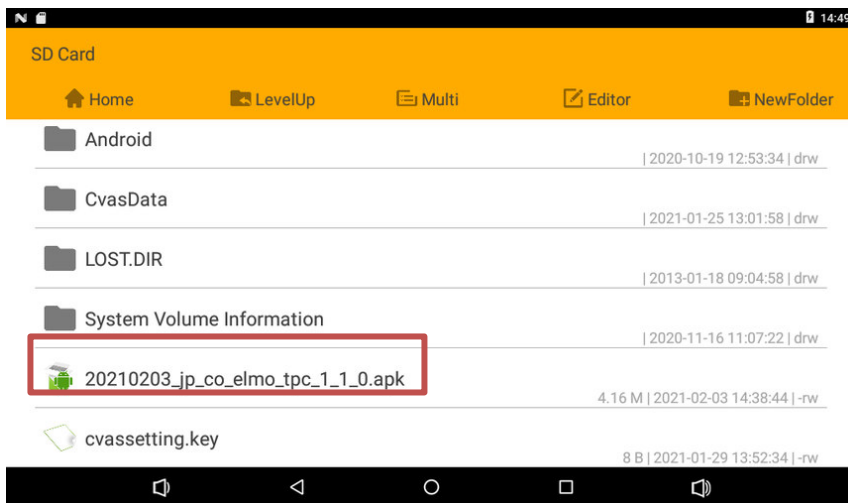 14:49
SD Card
Home LevelUp Multi Editor NewFolder
Android
| 2020-10-19 12:53:34 | drw
CvasData
| 2021-01-25 13:01:58 | drw
LOST.DIR
| 2013-01-18 09:04:58 | drw
System Volume Information
| 2020-11-16 11:07:22 | drw
20210203_jp_co_elmo_tpc_1_1_0.apk
4.16 M | 2021-02-03 14:38:44 | -rw
cvassetting.key
8 B | 2021-01-29 13:52:34 | -rw